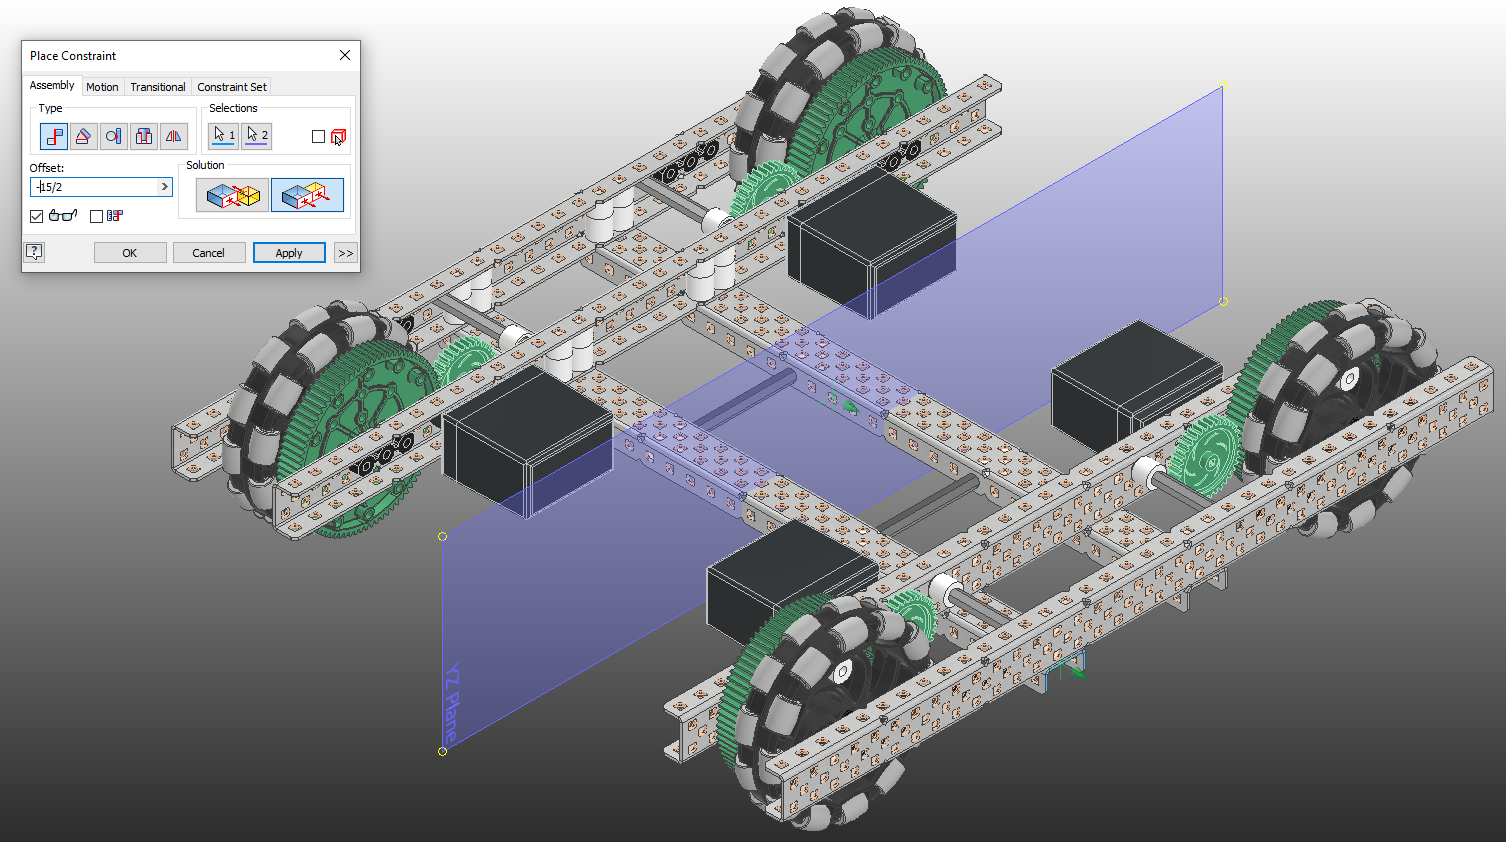 Place Constraint
Assembly Motion Transitional Constraint Set
Type
Selections
1 2
Offset:
-15/2
Solution
OK Cancel Apply >>
YZ Plane